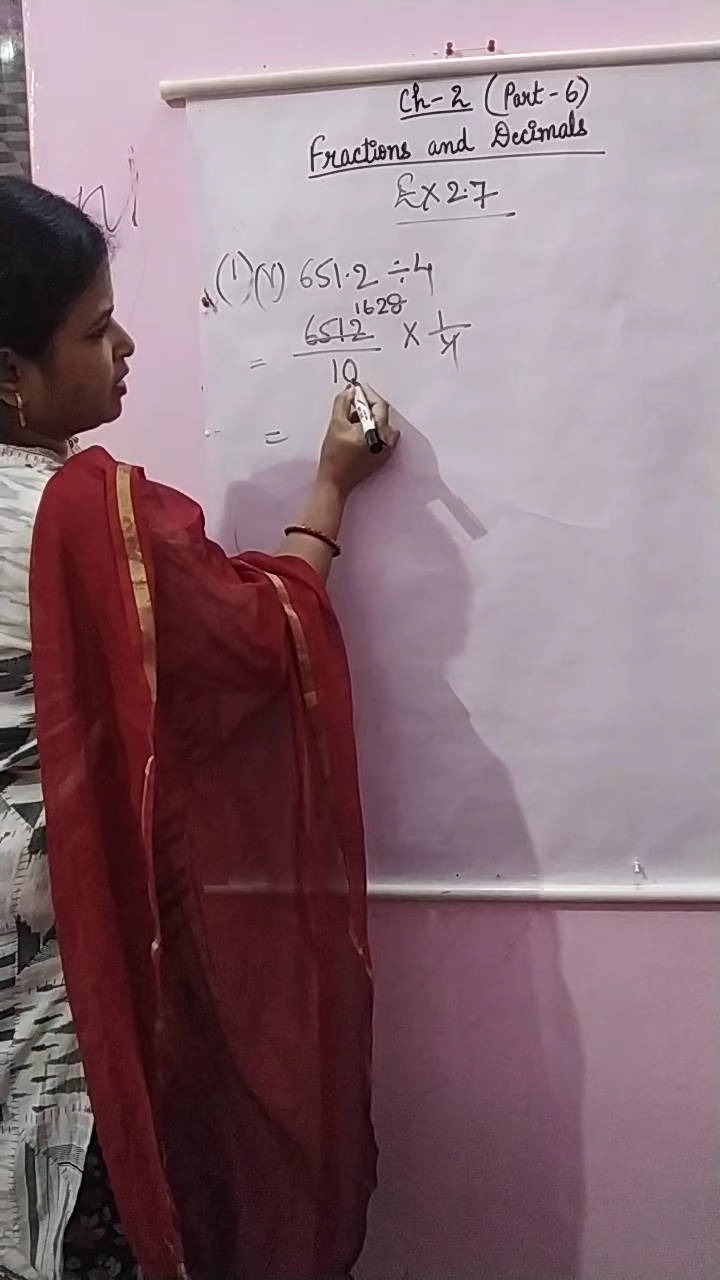 Ch-2 (Part-6)
Fractions and Decimals
Ex 2.7
(1)(v) 651.2 ÷ 4
= 6512/10 1628 × 1/4
=